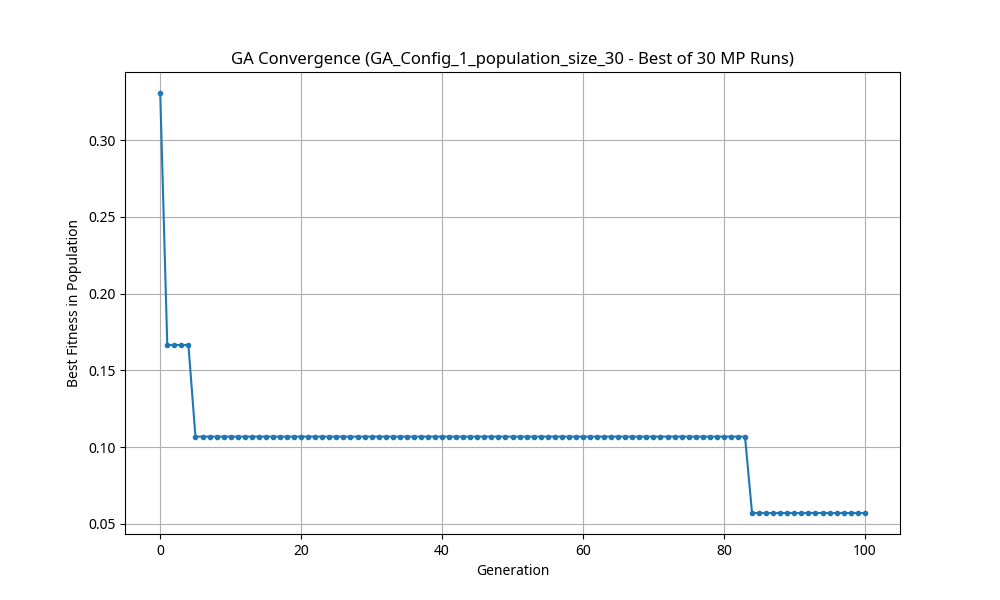 GA Convergence (GA_Config_1_population_size_30 - Best of 30 MP Runs)
Best Fitness in Population
0.30
0.25
0.20
0.15
0.10
0.05
0 20 40 60 80 100
Generation